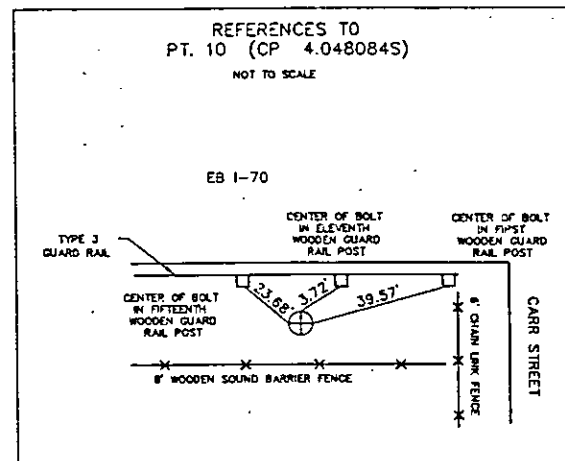 REFERENCES TO
PT. 10 (CP 4.048084S)
NOT TO SCALE
EB I-70
TYPE 3
GUARD RAIL
CENTER OF BOLT
IN ELEVENTH
WOODEN GUARD
RAIL POST
CENTER OF BOLT
IN FIRST
WOODEN GUARD
RAIL POST
CENTER OF BOLT
IN FIFTEENTH
WOODEN GUARD
RAIL POST
23.68'
3.72'
39.57'
6' CHAIN LINK FENCE
CARR STREET
8' WOODEN SOUND BARRIER FENCE